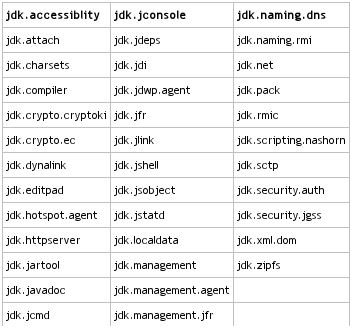 jdk.accessiblity jdk.jconsole jdk.naming.dns
jdk.attach jdk.jdeps jdk.naming.rmi
jdk.charsets jdk.jdi jdk.net
jdk.compiler jdk.jdwp.agent jdk.pack
jdk.crypto.cryptoki jdk.jfr jdk.rmic
jdk.crypto.ec jdk.jlink jdk.scripting.nashorn
jdk.dynalink jdk.jshell jdk.sctp
jdk.editpad jdk.jsobject jdk.security.auth
jdk.hotspot.agent jdk.jstatd jdk.security.jgss
jdk.httpserver jdk.localdata jdk.xml.dom
jdk.jartool jdk.management jdk.zipfs
jdk.javadoc jdk.management.agent
jdk.jcmd jdk.management.jfr